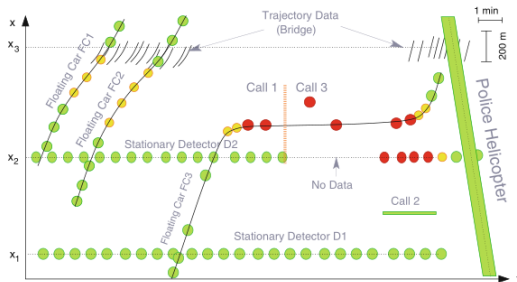 x
Trajectory Data
(Bridge)
1 min
200 m
x3
Floating Car FC1
Floating Car FC2
Call 1
Call 3
Police Helicopter
Stationary Detector D2
x2
No Data
Floating Car FC3
Call 2
Stationary Detector D1
x1